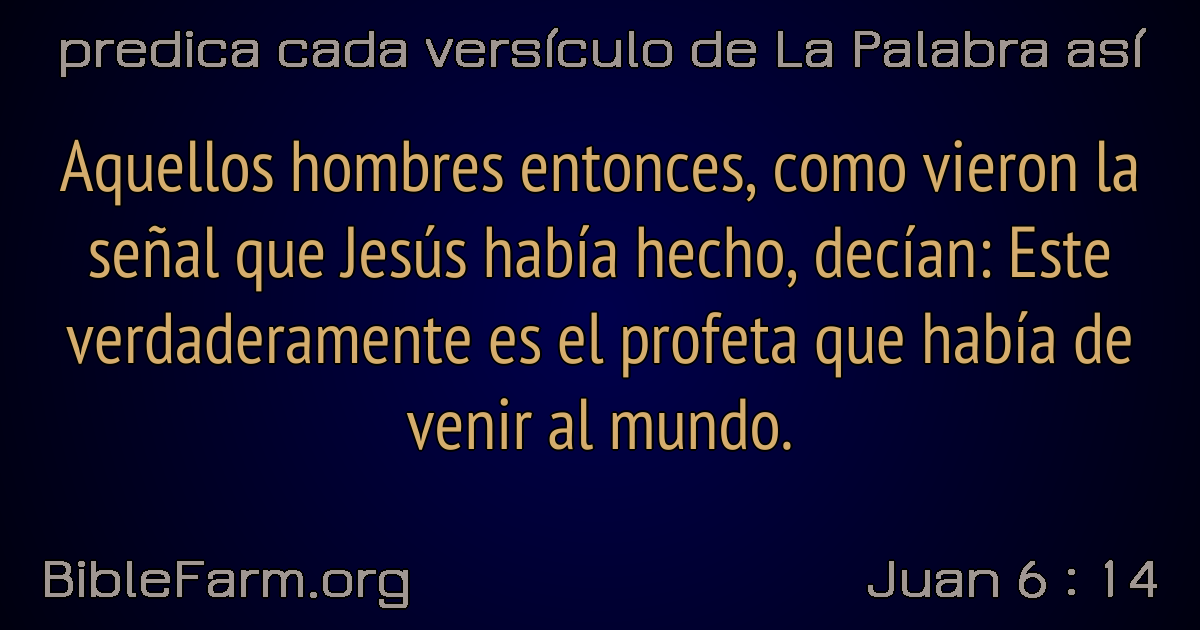 predica cada versículo de La Palabra así
Aquellos hombres entonces, como vieron la
señal que Jesús había hecho, decían: Este
verdaderamente es el profeta que había de
venir al mundo.
BibleFarm.org
Juan 6 : 14